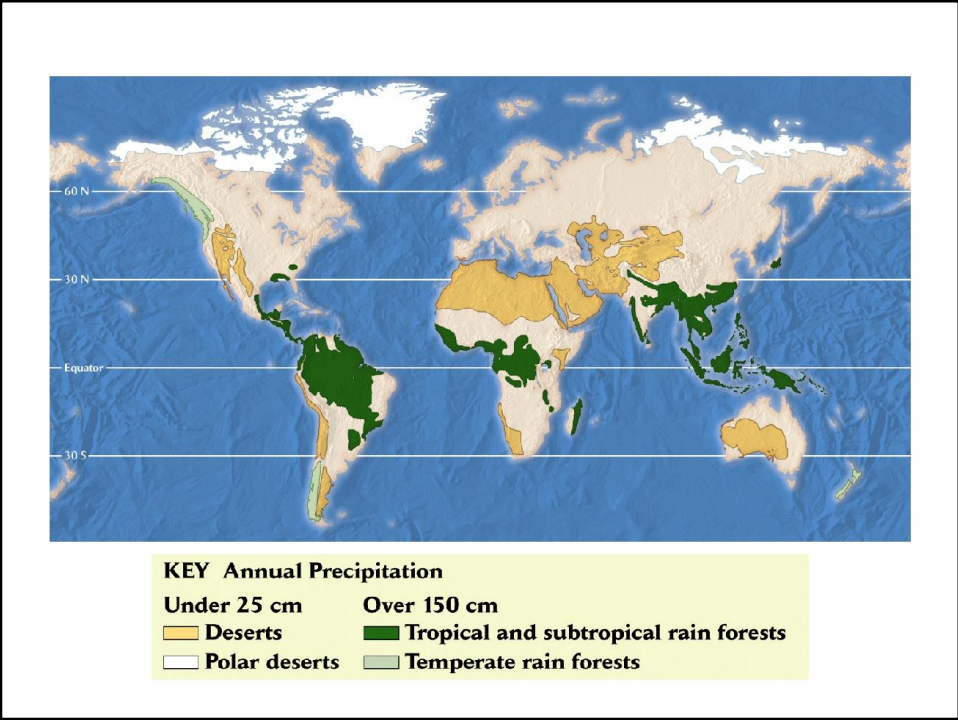 60 N
30 N
Equator
30 S
KEY Annual Precipitation
Under 25 cm Over 150 cm
Deserts Tropical and subtropical rain forests
Polar deserts Temperate rain forests